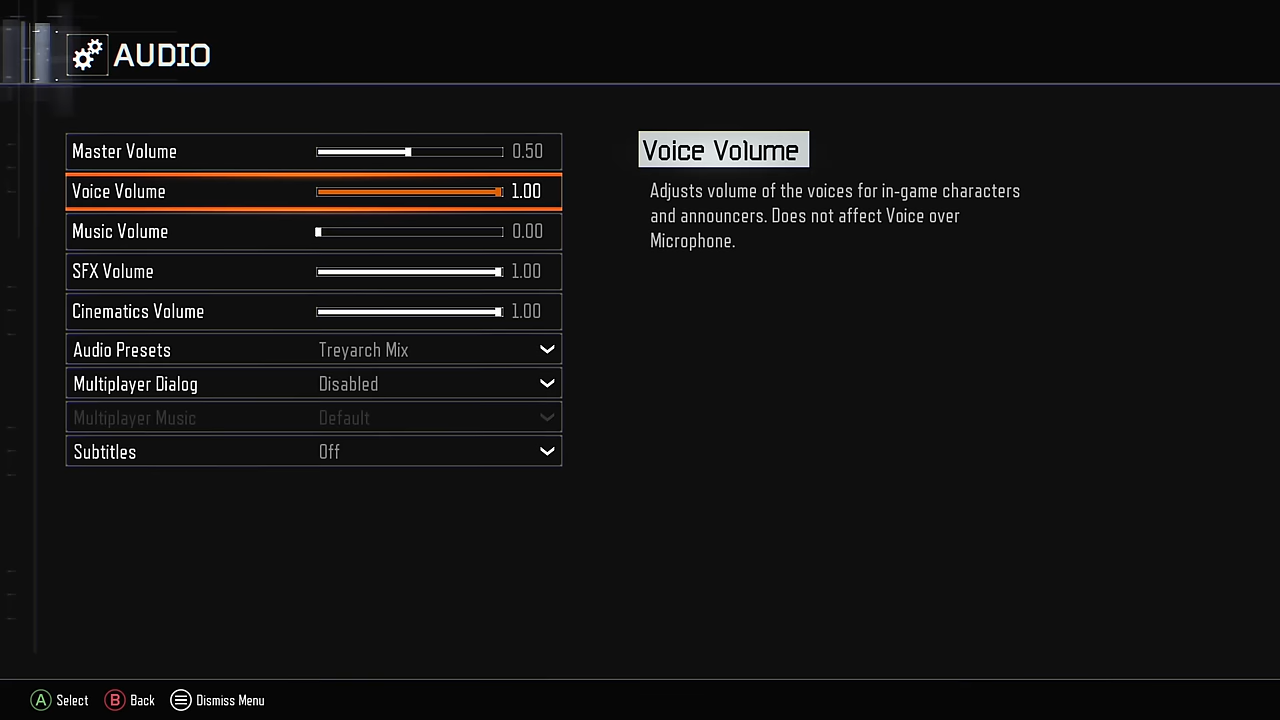 AUDIO
Master Volume 0.50
Voice Volume 1.00
Music Volume 0.00
SFX Volume 1.00
Cinematics Volume 1.00
Audio Presets Treyarch Mix
Multiplayer Dialog Disabled
Multiplayer Music Default
Subtitles Off
Voice Volume
Adjusts volume of the voices for in-game characters
and announcers. Does not affect Voice over
Microphone.
A Select B Back Dismiss Menu